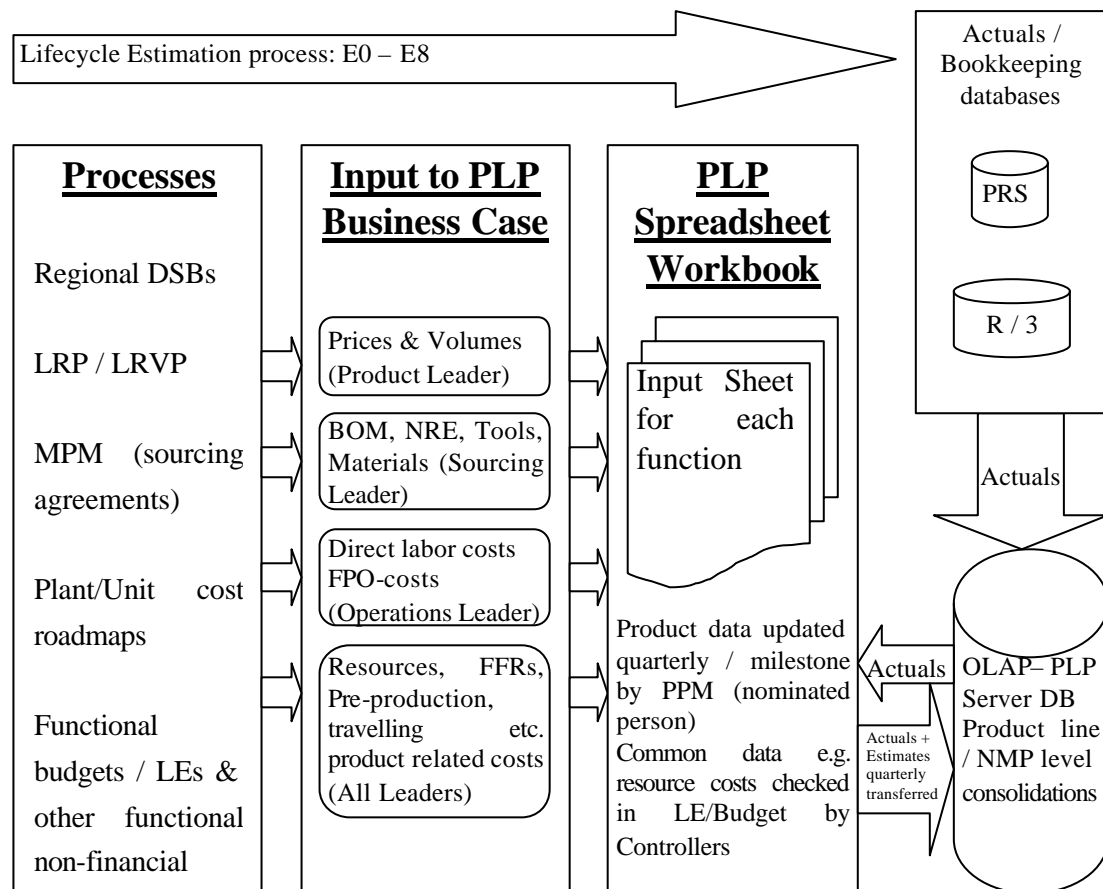 Lifecycle Estimation process: E0 – E8
Actuals /
Bookkeeping
databases
PRS
R / 3
Actuals
Processes
Regional DSBs
LRP / LRVP
MPM (sourcing
agreements)
Plant/Unit cost
roadmaps
Functional
budgets / LEs &
other functional
non-financial
Input to PLP
Business Case
Prices & Volumes
(Product Leader)
BOM, NRE, Tools,
Materials (Sourcing
Leader)
Direct labor costs
FPO-costs
(Operations Leader)
Resources, FFRs,
Pre-production,
travelling etc.
product related costs
(All Leaders)
PLP
Spreadsheet
Workbook
Input Sheet
for each
function
Product data updated
quarterly / milestone
by PPM (nominated
person)
Common data e.g.
resource costs checked
in LE/Budget by
Controllers
Actuals
Actuals +
Estimates
quarterly
transferred
OLAP– PLP
Server DB
Product line
/ NMP level
consolidations